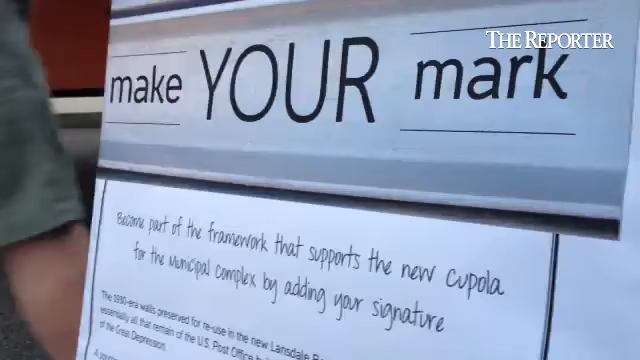 THE REPORTER
make YOUR mark
Become part of the framework that supports the new cupola
for the Municipal complex by adding your signature
The 1930-era walls preserved for re-use in the new Lansdale
essentially all that remain of the U.S. Post Office
of the Great Depression.